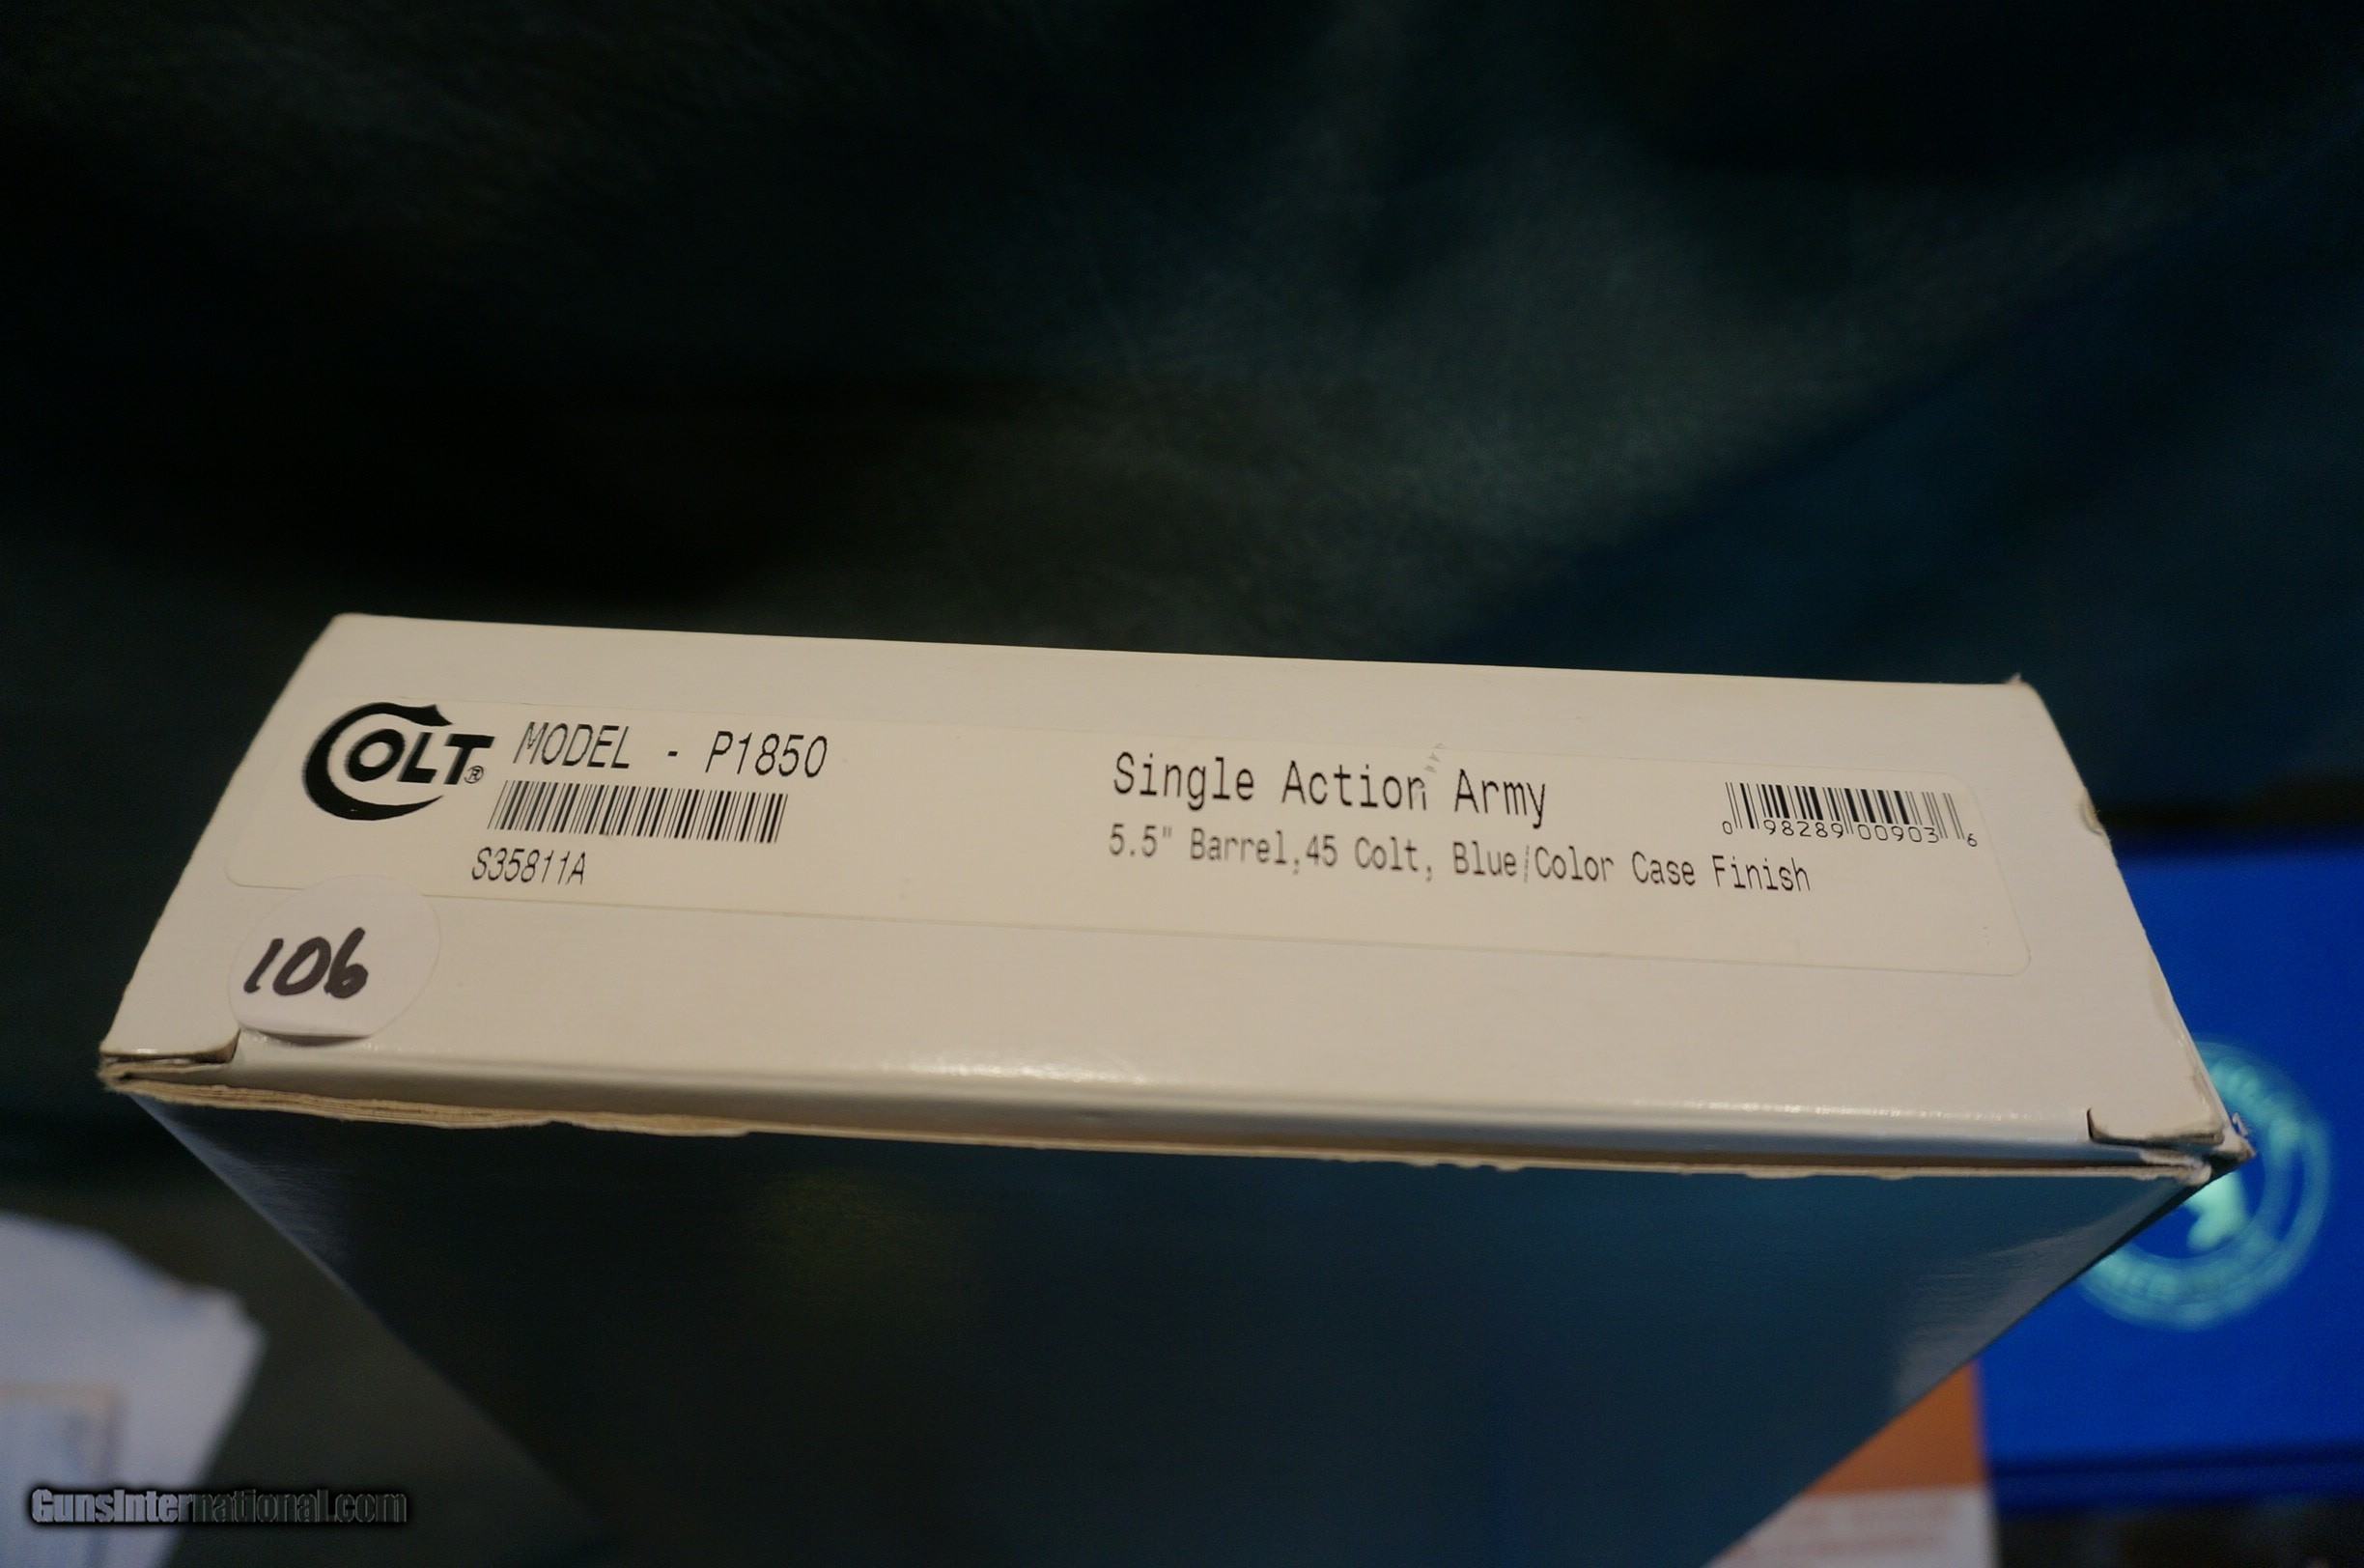 COLT®
MODEL - P1850
S35811A
Single Action Army
5.5" Barrel,45 Colt, Blue/Color Case Finish
0 98289 00903 6
106
GunsInternational.com